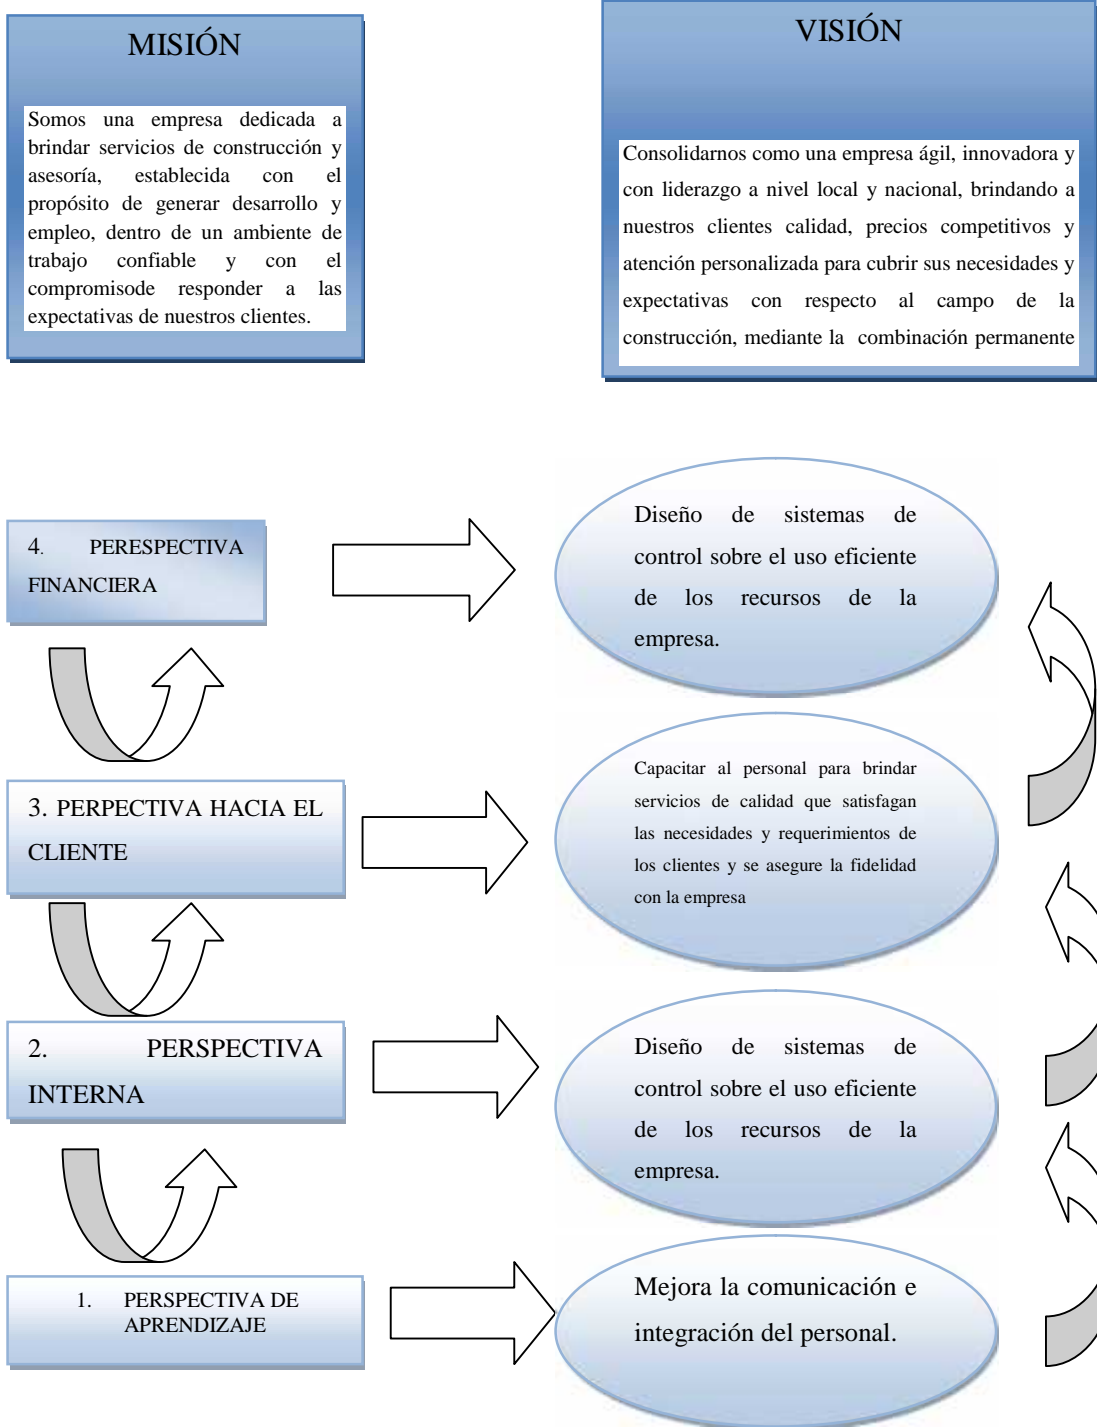 MISIÓN
Somos una empresa dedicada a
brindar servicios de construcción y
asesoría, establecida con el
propósito de generar desarrollo y
empleo, dentro de un ambiente de
trabajo confiable y con el
compromisode responder a las
expectativas de nuestros clientes.
VISIÓN
Consolidarnos como una empresa ágil, innovadora y
con liderazgo a nivel local y nacional, brindando a
nuestros clientes calidad, precios competitivos y
atención personalizada para cubrir sus necesidades y
expectativas con respecto al campo de la
construcción, mediante la combinación permanente
4. PERESPECTIVA
FINANCIERA
Diseño de sistemas de
control sobre el uso eficiente
de los recursos de la
empresa.
3. PERPECTIVA HACIA EL
CLIENTE
Capacitar al personal para brindar
servicios de calidad que satisfagan
las necesidades y requerimientos de
los clientes y se asegure la fidelidad
con la empresa
2. PERSPECTIVA
INTERNA
Diseño de sistemas de
control sobre el uso eficiente
de los recursos de la
empresa.
1. PERSPECTIVA DE
APRENDIZAJE
Mejora la comunicación e
integración del personal.